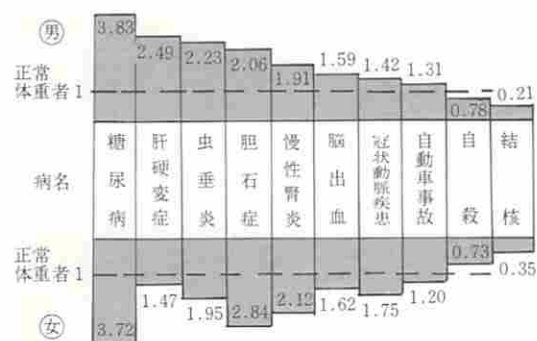 男
3.83 2.49 2.23 2.06 1.91 1.59 1.42 1.31 0.78 0.21
正常
体重者1
病名
糖尿病
肝硬変症
虫垂炎
胆石症
慢性腎炎
脳出血
冠状動脈疾患
自動車事故
自殺
結核
正常
体重者1
女
3.72 1.47 1.95 2.84 2.12 1.62 1.75 1.20 0.73 0.35